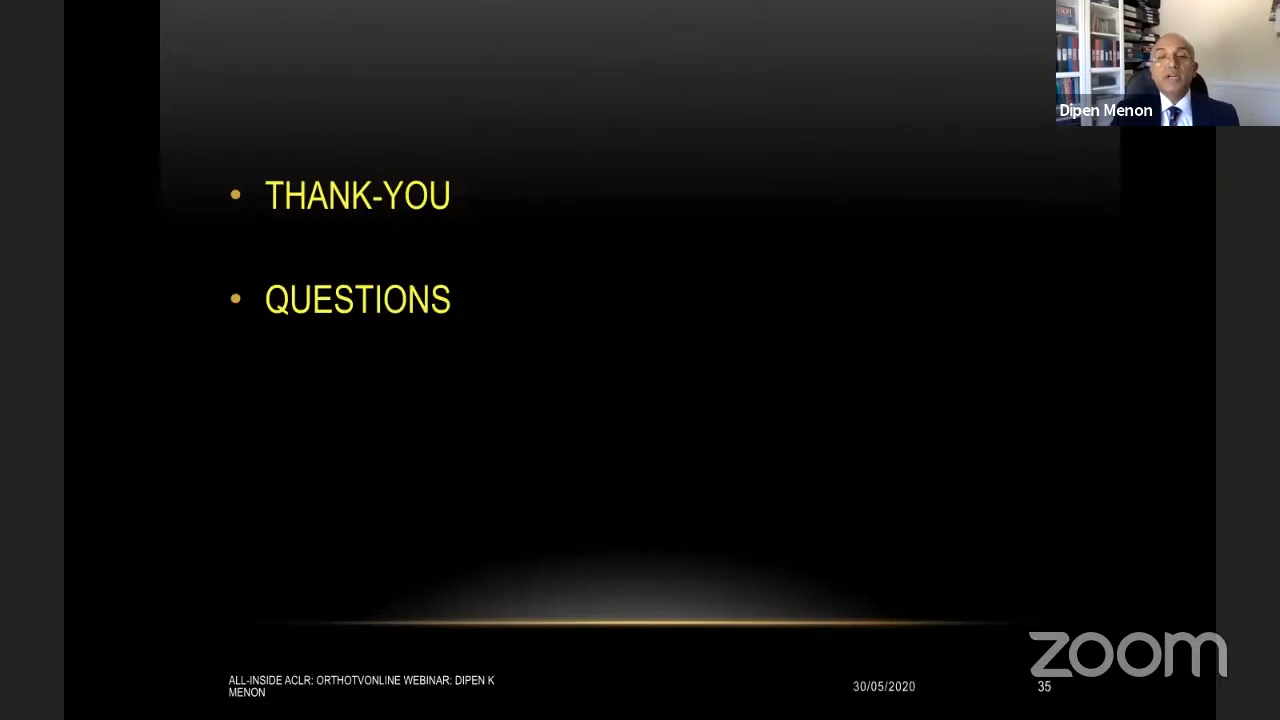 Dipen Menon
THANK-YOU
QUESTIONS
ALL-INSIDE ACLR: ORTHOTVONLINE WEBINAR: DIPEN K
MENON
30/05/2020
35
zoom